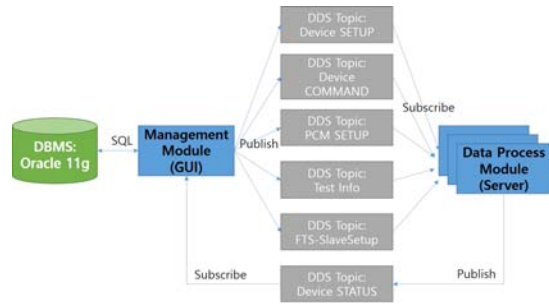 DDS Topic:
Device SETUP
DDS Topic:
Device
COMMAND
Subscribe
DBMS:
Oracle 11g
SQL
Management
Module
(GUI)
Publish
DDS Topic:
PCM SETUP
Data Process
Module
(Server)
DDS Topic:
Test Info
DDS Topic:
FTS-SlaveSetup
Subscribe
DDS Topic:
Device STATUS
Publish